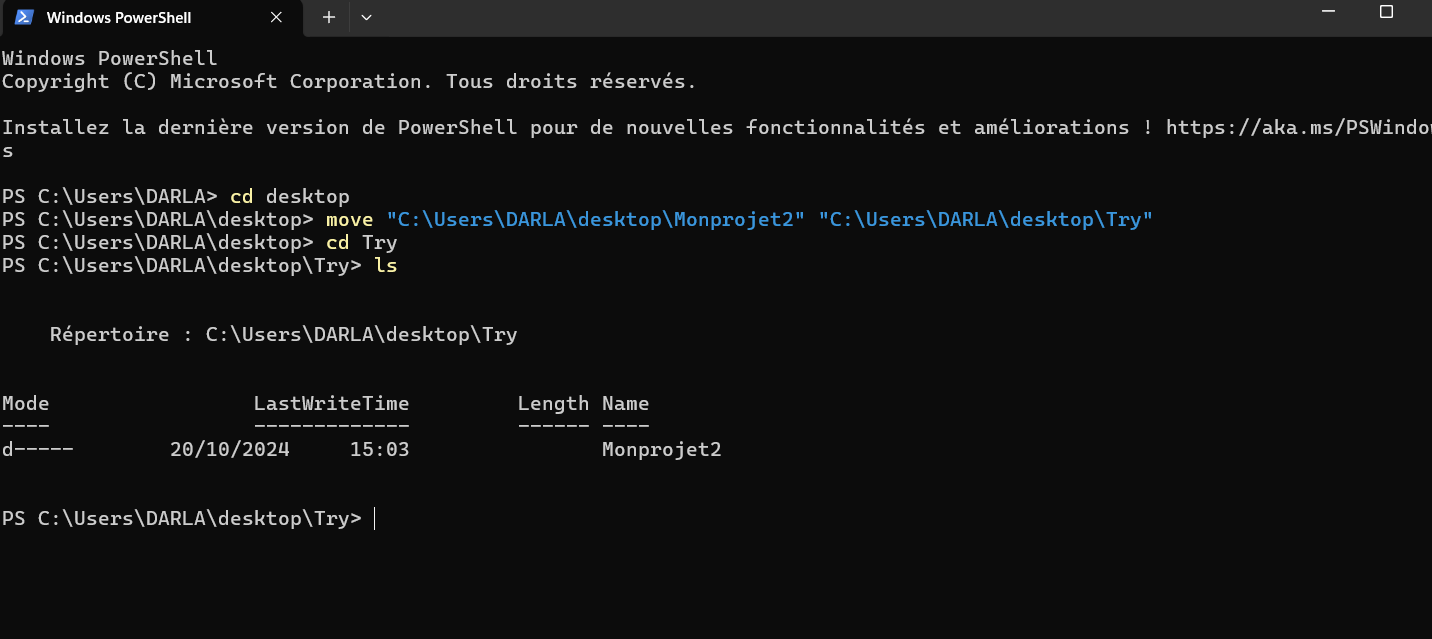 Windows PowerShell
Windows PowerShell
Copyright (C) Microsoft Corporation. Tous droits réservés.
Installez la dernière version de PowerShell pour de nouvelles fonctionnalités et améliorations ! https://aka.ms/PSWindow
s
PS C:\Users\DARLA> cd desktop
PS C:\Users\DARLA\desktop> move "C:\Users\DARLA\desktop\Monprojet2" "C:\Users\DARLA\desktop\Try"
PS C:\Users\DARLA\desktop> cd Try
PS C:\Users\DARLA\desktop\Try> ls
Répertoire : C:\Users\DARLA\desktop\Try
Mode LastWriteTime Length Name
---- ------------- ------ ----
d----- 20/10/2024 15:03 Monprojet2
PS C:\Users\DARLA\desktop\Try>